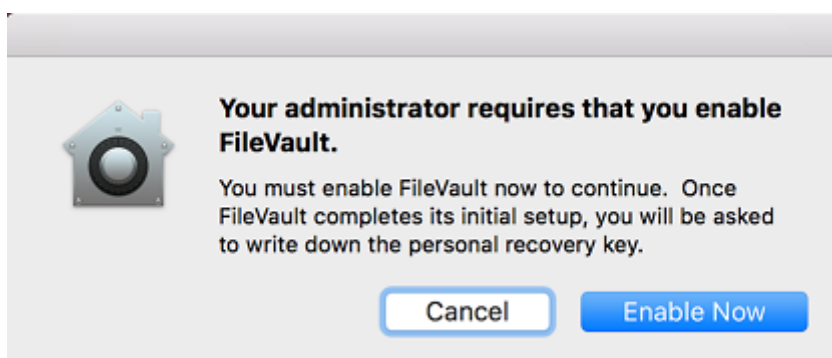 Your administrator requires that you enable
FileVault.
You must enable FileVault now to continue.  Once
FileVault completes its initial setup, you will be asked
to write down the personal recovery key.
Cancel
Enable Now